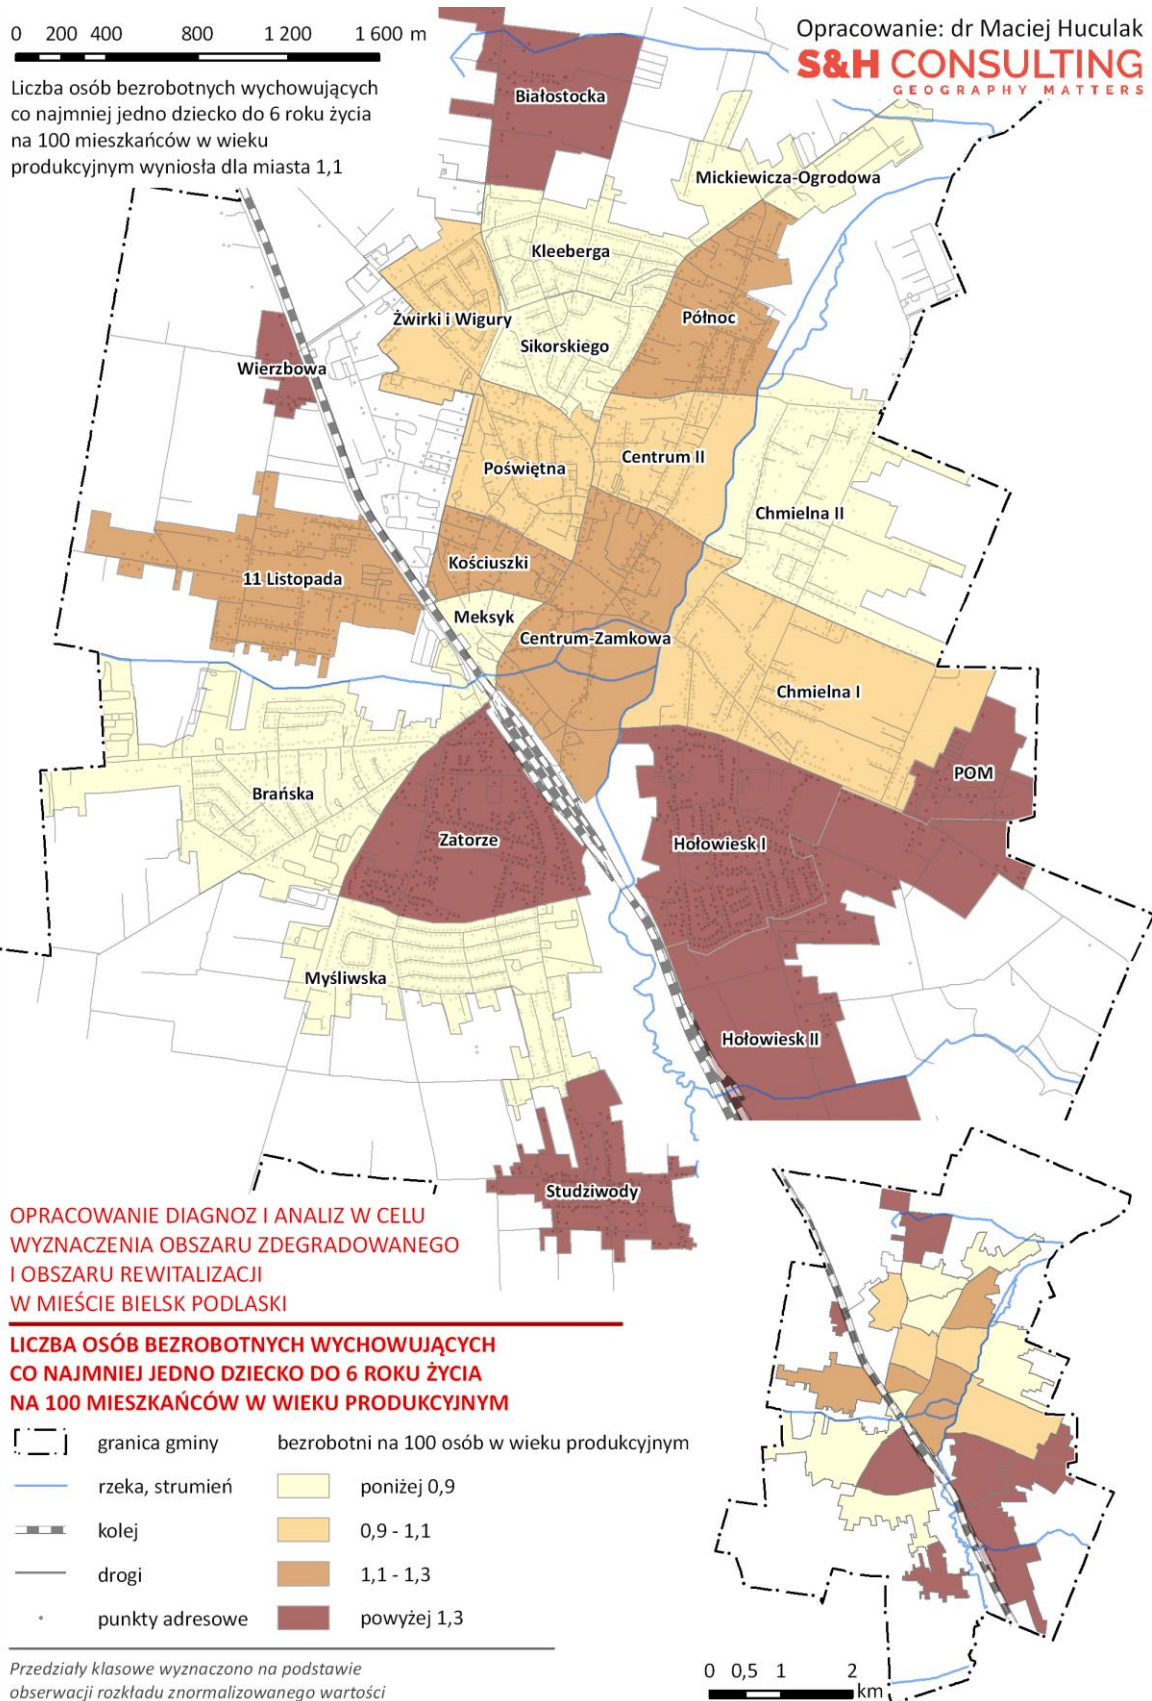 0 200 400 800 1 200 1 600 m
Opracowanie: dr Maciej Huculak
S&H CONSULTING
GEOGRAPHY MATTERS
Liczba osób bezrobotnych wychowujących
co najmniej jedno dziecko do 6 roku życia
na 100 mieszkańców w wieku
produkcyjnym wyniosła dla miasta 1,1
Białostocka
Mickiewicza-Ogrodowa
Kleeberga
Żwirki i Wigury
Północ
Sikorskiego
Wierzbowa
Poświętna
Centrum II
Chmielna II
Kościuszki
11 Listopada
Meksyk
Centrum-Zamkowa
Chmielna I
POM
Brańska
Zatorze
Hołowiesk I
Myśliwska
Hołowiesk II
Studziwody
OPRACOWANIE DIAGNOZ I ANALIZ W CELU
WYZNACZENIA OBSZARU ZDEGRADOWANEGO
I OBSZARU REWITALIZACJI
W MIEŚCIE BIELSK PODLASKI
LICZBA OSÓB BEZROBOTNYCH WYCHOWUJĄCYCH
CO NAJMNIEJ JEDNO DZIECKO DO 6 ROKU ŻYCIA
NA 100 MIESZKAŃCÓW W WIEKU PRODUKCYJNYM
granica gminy
bezrobotni na 100 osób w wieku produkcyjnym
rzeka, strumień
poniżej 0,9
kolej
0,9 - 1,1
drogi
1,1 - 1,3
punkty adresowe
powyżej 1,3
Przedziały klasowe wyznaczono na podstawie
obserwacji rozkładu znormalizowanego wartości
0 0,5 1 2
km